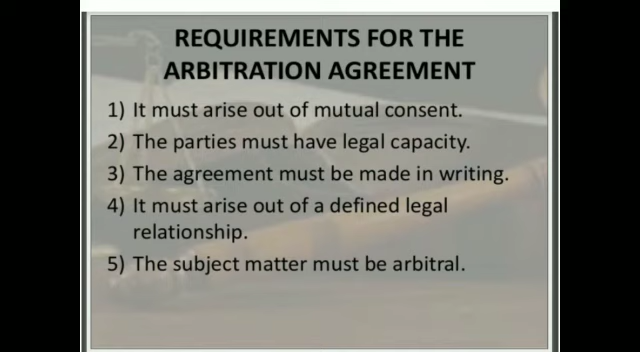 REQUIREMENTS FOR THE
ARBITRATION AGREEMENT
1) It must arise out of mutual consent.
2) The parties must have legal capacity.
3) The agreement must be made in writing.
4) It must arise out of a defined legal
relationship.
5) The subject matter must be arbitral.